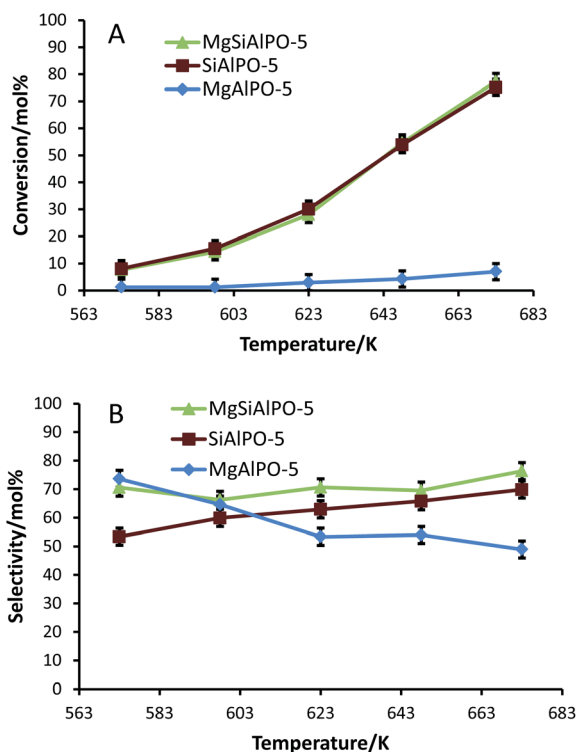 A
MgSiAlPO-5
SiAlPO-5
MgAlPO-5
Conversion/mol%
100
90
80
70
60
50
40
30
20
10
0
563 583 603 623 643 663 683
Temperature/K
B
MgSiAlPO-5
SiAlPO-5
MgAlPO-5
Selectivity/mol%
100
90
80
70
60
50
40
30
20
10
0
563 583 603 623 643 663 683
Temperature/K